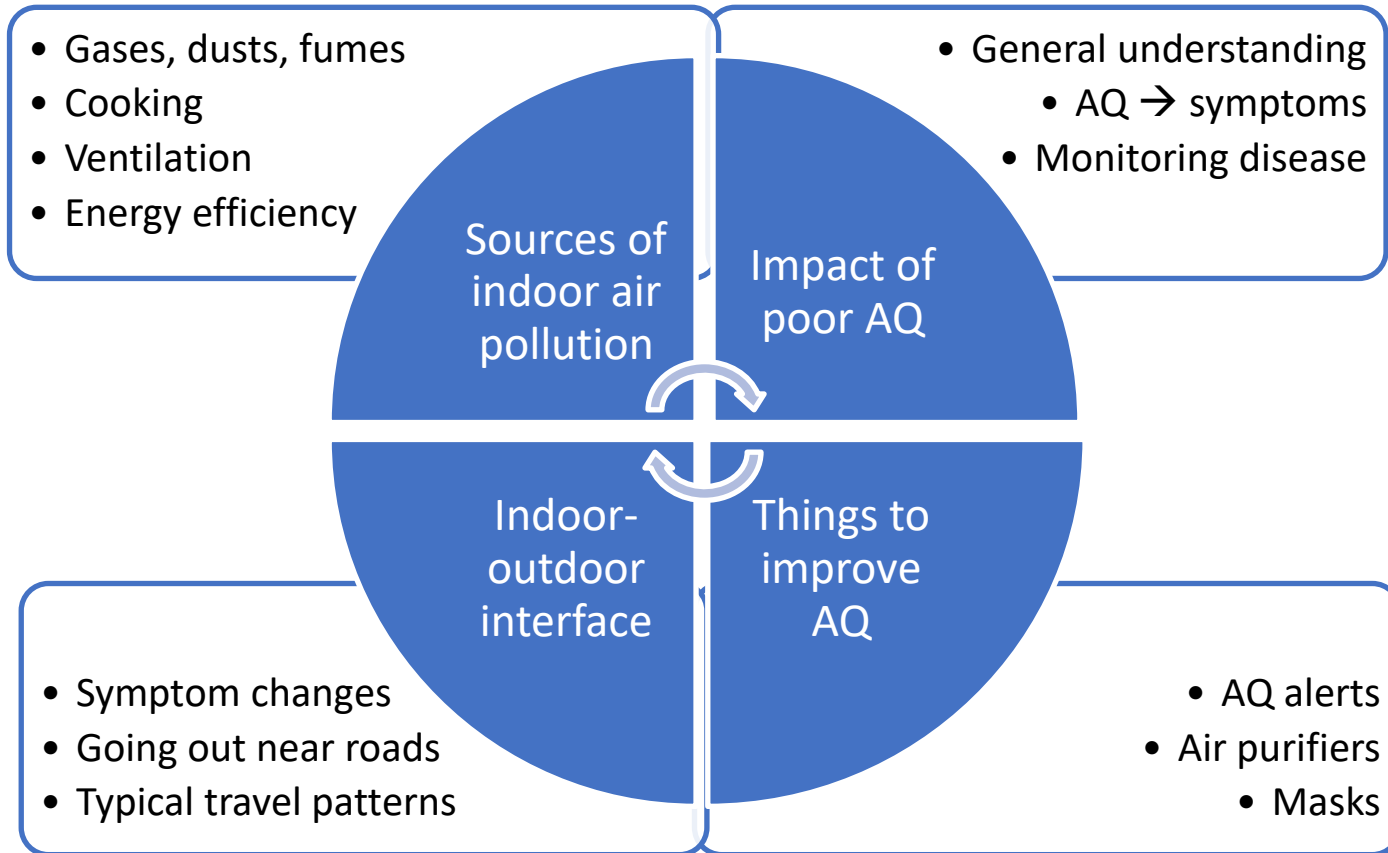 • Gases, dusts, fumes
• Cooking
• Ventilation
• Energy efficiency
• General understanding
• AQ → symptoms
• Monitoring disease
Sources of
indoor air
pollution
Impact of
poor AQ
Indoor-
outdoor
interface
Things to
improve
AQ
• Symptom changes
• Going out near roads
• Typical travel patterns
• AQ alerts
• Air purifiers
• Masks